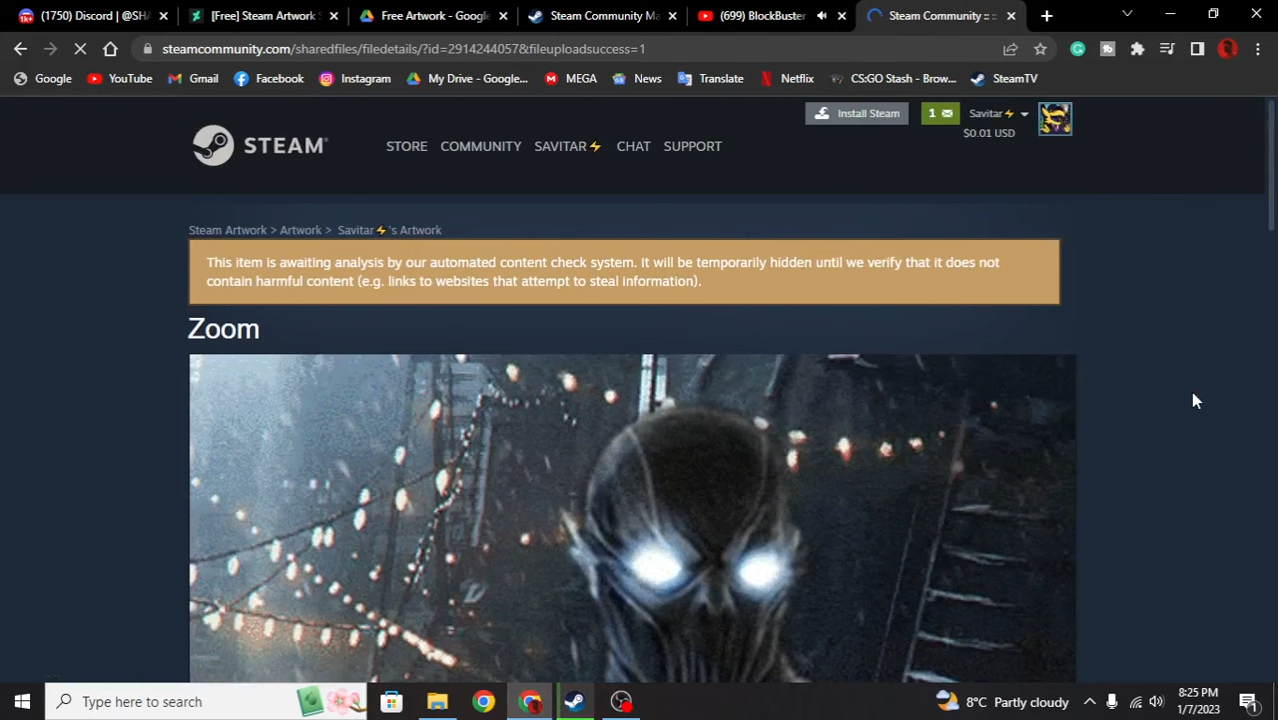 (1750) Discord | @SHA
[Free] Steam Artwork
Free Artwork - Google
Steam Community Ma
(699) BlockBuster
Steam Community ::
steamcommunity.com/sharedfiles/filedetails/?id=2914244057&fileuploadsuccess=1
Google
YouTube
Gmail
Facebook
Instagram
My Drive - Google...
MEGA
News
Translate
Netflix
CS:GO Stash - Brow...
SteamTV
Install Steam
1
Savitar⚡
$0.01 USD
STEAM®
STORE
COMMUNITY
SAVITAR⚡
CHAT
SUPPORT
Steam Artwork > Artwork > Savitar⚡'s Artwork
This item is awaiting analysis by our automated content check system. It will be temporarily hidden until we verify that it does not
contain harmful content (e.g. links to websites that attempt to steal information).
Zoom
Type here to search
8°C Partly cloudy
8:25 PM
1/7/2023
1